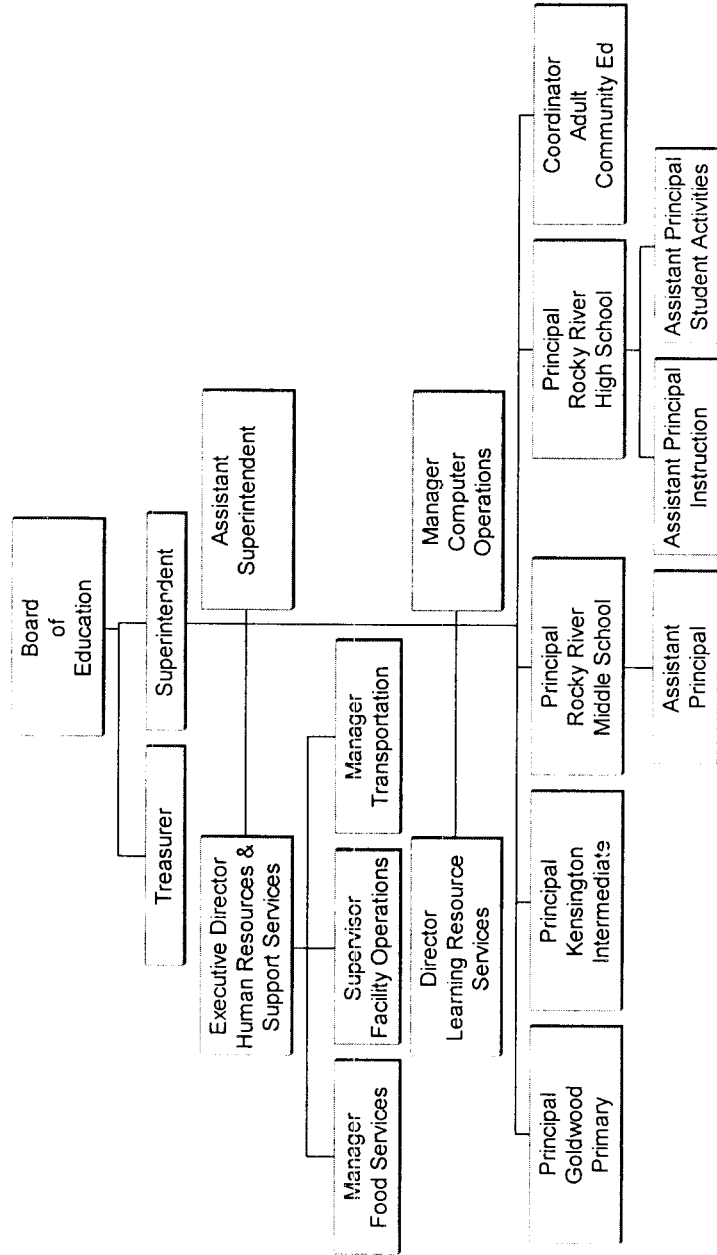 Board
of
Education
Treasurer
Superintendent
Executive Director
Human Resources &
Support Services
Assistant
Superintendent
Manager
Food Services
Supervisor
Facility Operations
Manager
Transportation
Director
Learning Resource
Services
Manager
Computer
Operations
Principal
Goldwood
Primary
Principal
Kensington
Intermediate
Principal
Rocky River
Middle School
Principal
Rocky River
High School
Coordinator
Adult
Community Ed
Assistant
Principal
Assistant Principal
Instruction
Assistant Principal
Student Activities